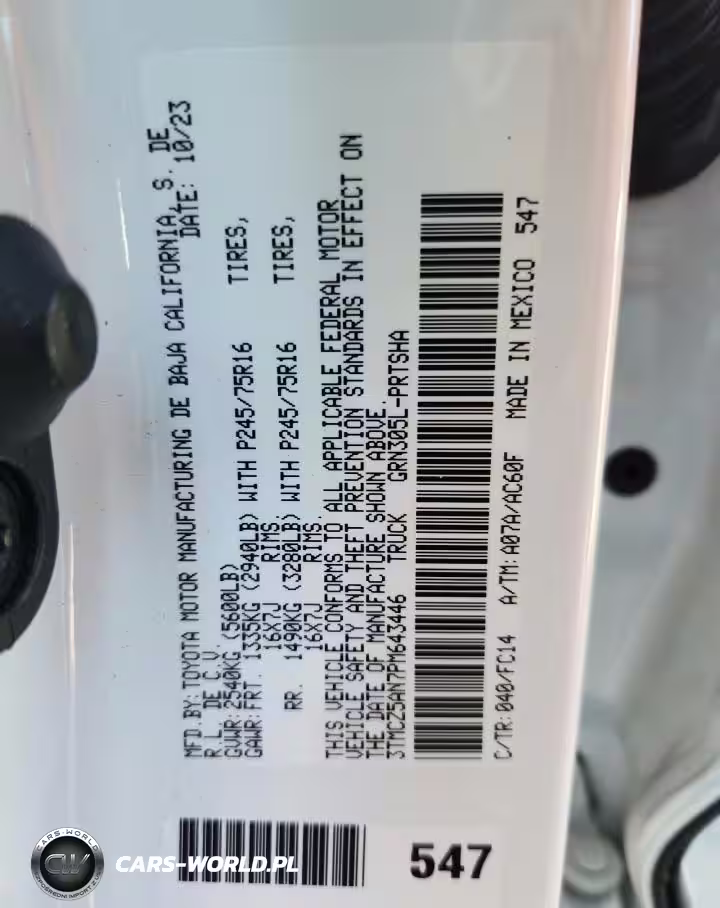 MFD.BY:TOYOTA MOTOR MANUFACTURING DE BAJA CALIFORNIA, S. DE
R.L. DE C.V. DATE: 10/23
GVWR:2540KG (5600LB)
GAWR:FRT. 1335KG (2940LB) WITH P245/75R16 TIRES,
16X7J RIMS.
RR. 1490KG (3280LB) WITH P245/75R16 TIRES,
16X7J RIMS.
THIS VEHICLE CONFORMS TO ALL APPLICABLE FEDERAL MOTOR
VEHICLE SAFETY AND THEFT PREVENTION STANDARDS IN EFFECT ON
THE DATE OF MANUFACTURE SHOWN ABOVE.
3TMCZ5AN7PM643446 TRUCK GRN305L-PRTSHA
C/TR:040/FC14 A/TM:A07A/AC60F MADE IN MEXICO 547
547
CARS-WORLD
CW
CARS-WORLD.PL